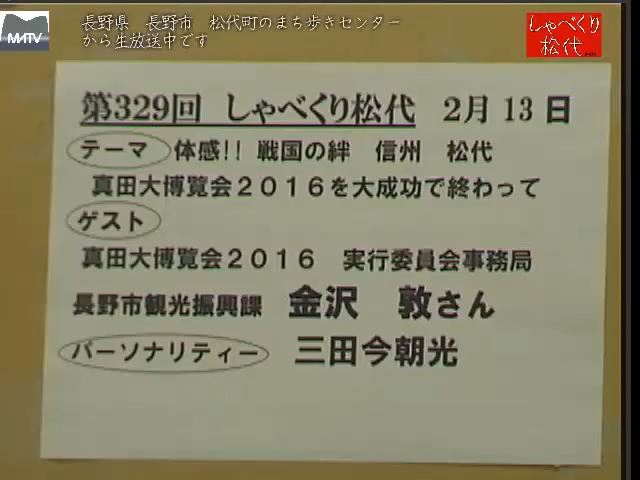 長野県 長野市 松代町のまち歩きセンター
から生放送中です
MATV
しゃべくり
松代
第329回 しゃべくり松代 2月13日
テーマ 体感!! 戦国の絆 信州 松代
真田大博覧会2016を大成功で終わって
ゲスト
真田大博覧会2016 実行委員会事務局
長野市観光振興課 金沢 敦さん
パーソナリティー 三田今朝光